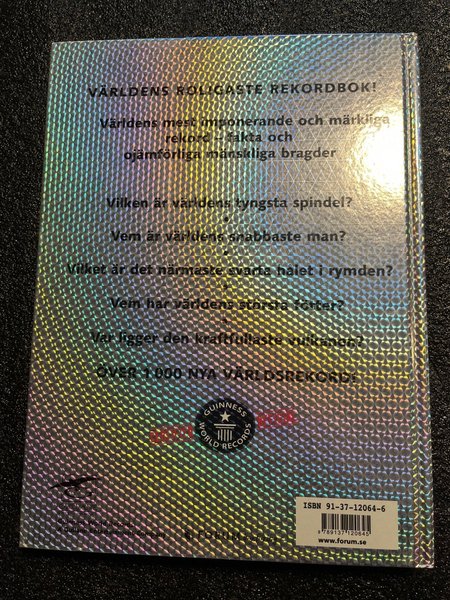 VÄRLDENS ROLIGASTE REKORDBOK!
Världens mest imponerande och märkliga
rekord – fakta och
ojämförliga mänskliga bragder
Vilken är världens tyngsta spindel?
Vem är världens snabbaste man?
Vilket är det närmaste svarta hålet i rymden?
Vem har världens största fötter?
Var ligger den kraftfullaste vulkanen?
ÖVER 1 000 NYA VÄRLDSREKORD!
GUINNESS
WORLD RECORDS
ISBN 91-37-12064-6
9 789137 120645
www.forum.se